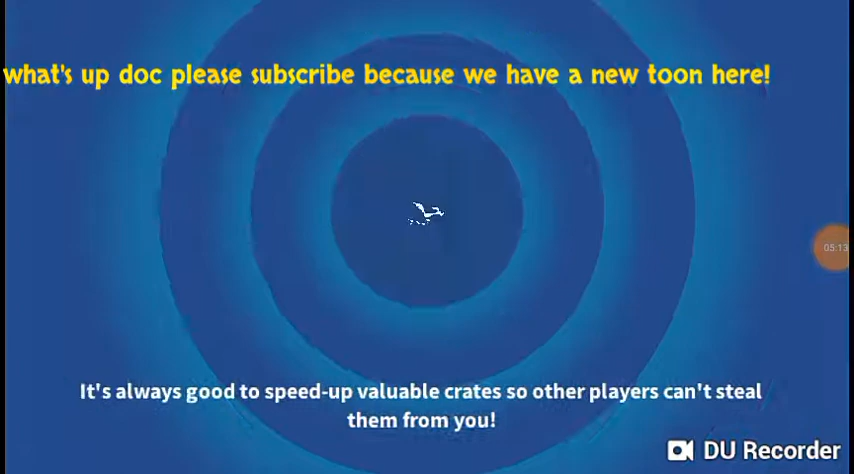 what's up doc please subscribe because we have a new toon here!
05:13
It's always good to speed-up valuable crates so other players can't steal
them from you!
DU Recorder